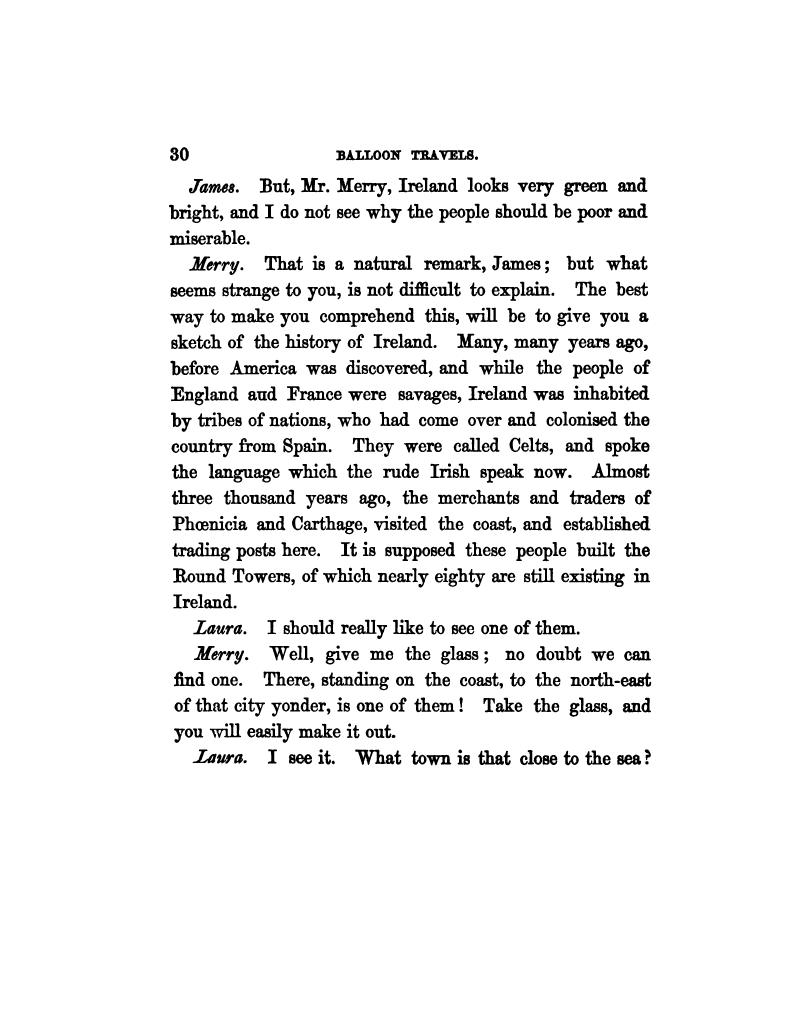 30 BALLOON TRAVELS.
James. But, Mr. Merry, Ireland looks very green and
bright, and I do not see why the people should be poor and
miserable.
Merry. That is a natural remark, James; but what
seems strange to you, is not difficult to explain. The best
way to make you comprehend this, will be to give you a
sketch of the history of Ireland. Many, many years ago,
before America was discovered, and while the people of
England aud France were savages, Ireland was inhabited
by tribes of nations, who had come over and colonised the
country from Spain. They were called Celts, and spoke
the language which the rude Irish speak now. Almost
three thousand years ago, the merchants and traders of
Phœnicia and Carthage, visited the coast, and established
trading posts here. It is supposed these people built the
Round Towers, of which nearly eighty are still existing in
Ireland.
Laura. I should really like to see one of them.
Merry. Well, give me the glass; no doubt we can
find one. There, standing on the coast, to the north-east
of that city yonder, is one of them! Take the glass, and
you will easily make it out.
Laura. I see it. What town is that close to the sea?